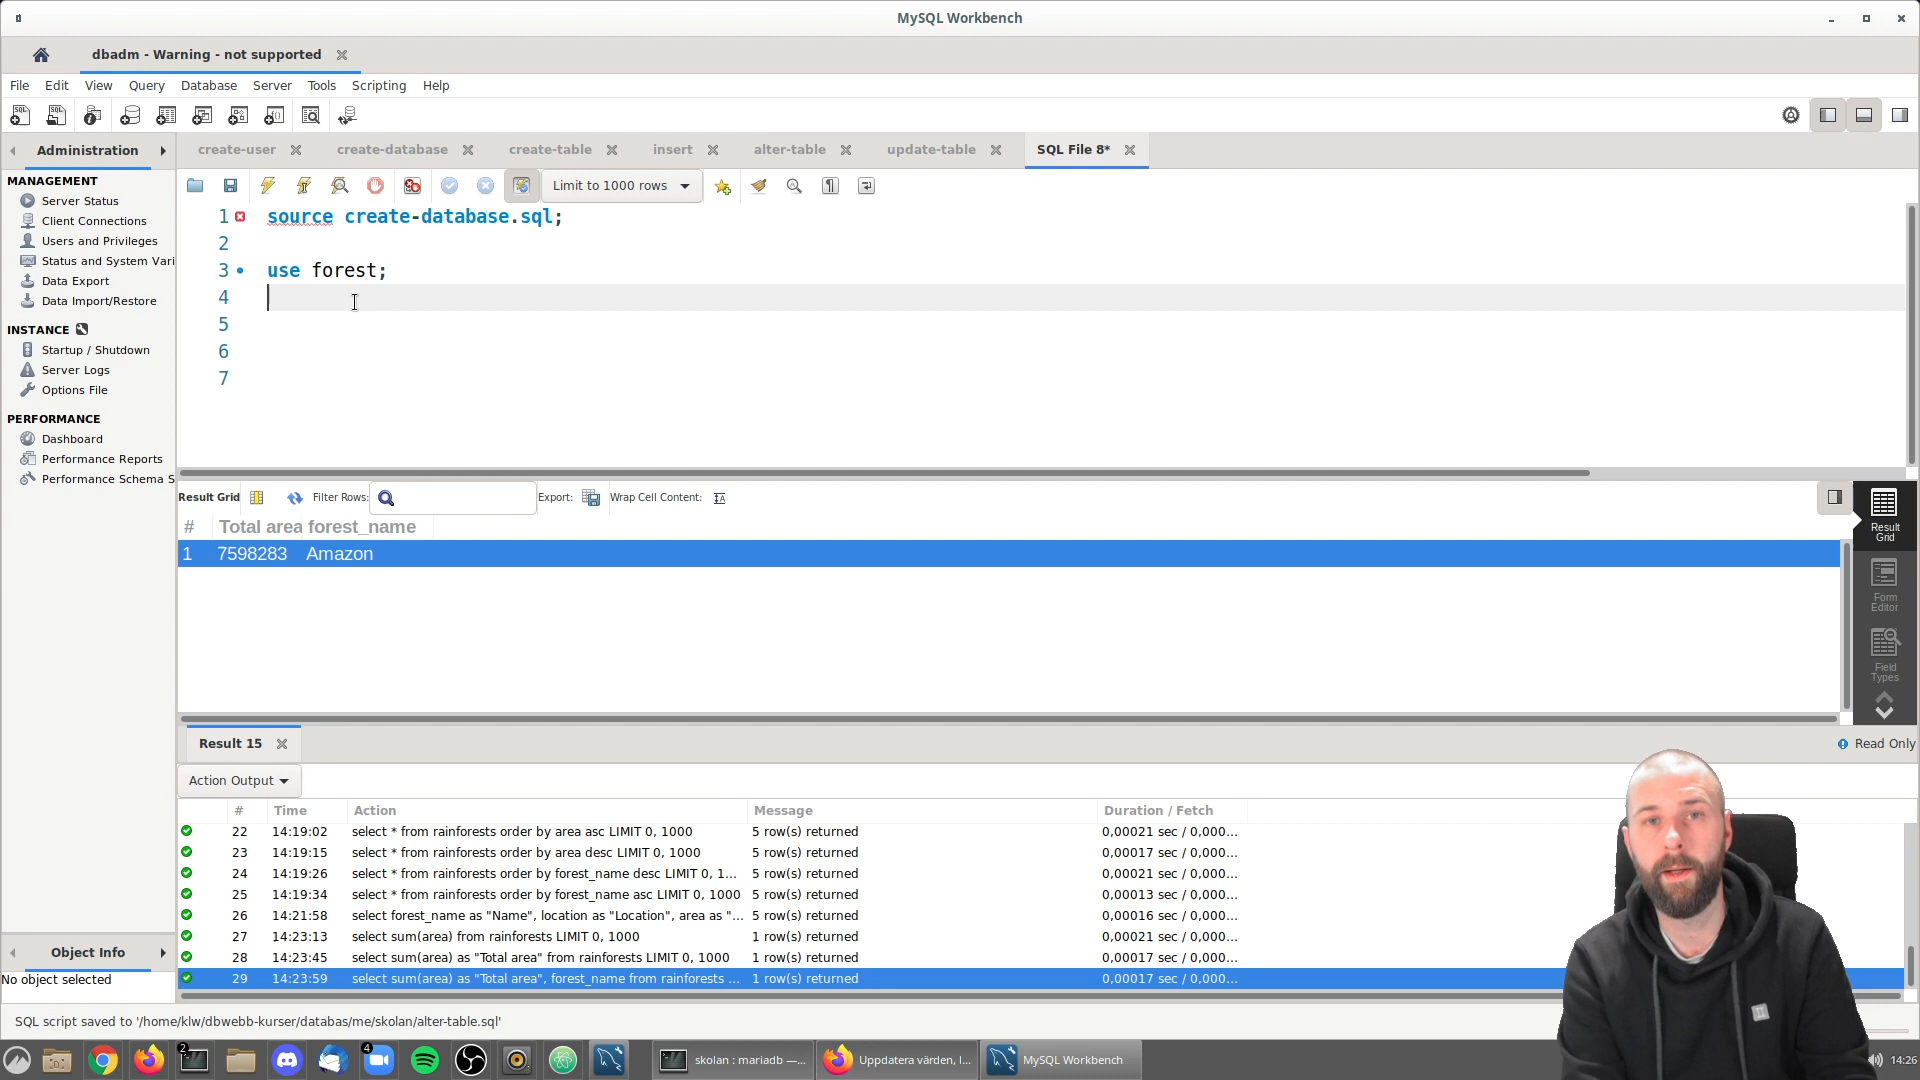 MySQL Workbench
dbadm - Warning - not supported
File Edit View Query Database Server Tools Scripting Help
Administration
create-user create-database create-table insert alter-table update-table SQL File 8*
MANAGEMENT
Server Status
Client Connections
Users and Privileges
Status and System Vari
Data Export
Data Import/Restore
INSTANCE
Startup / Shutdown
Server Logs
Options File
PERFORMANCE
Dashboard
Performance Reports
Performance Schema S
Limit to 1000 rows
1 source create-database.sql;
2
3 use forest;
4
5
6
7
Result Grid Filter Rows: Export: Wrap Cell Content:
# Total area forest_name
1 7598283 Amazon
Result Grid
Form Editor
Field Types
Result 15
Read Only
Action Output
# Time Action Message Duration / Fetch
22 14:19:02 select * from rainforests order by area asc LIMIT 0, 1000 5 row(s) returned 0,00021 sec / 0,000...
23 14:19:15 select * from rainforests order by area desc LIMIT 0, 1000 5 row(s) returned 0,00017 sec / 0,000...
24 14:19:26 select * from rainforests order by forest_name desc LIMIT 0, 1... 5 row(s) returned 0,00021 sec / 0,000...
25 14:19:34 select * from rainforests order by forest_name asc LIMIT 0, 1000 5 row(s) returned 0,00013 sec / 0,000...
26 14:21:58 select forest_name as "Name", location as "Location", area as "... 5 row(s) returned 0,00016 sec / 0,000...
27 14:23:13 select sum(area) from rainforests LIMIT 0, 1000 1 row(s) returned 0,00021 sec / 0,000...
28 14:23:45 select sum(area) as "Total area" from rainforests LIMIT 0, 1000 1 row(s) returned 0,00017 sec / 0,000...
29 14:23:59 select sum(area) as "Total area", forest_name from rainforests ... 1 row(s) returned 0,00017 sec / 0,000...
Object Info
No object selected
SQL script saved to '/home/klw/dbwebb-kurser/databas/me/skolan/alter-table.sql'
2 4 skolan : mariadb —... Uppdatera värden, I... MySQL Workbench 14:26